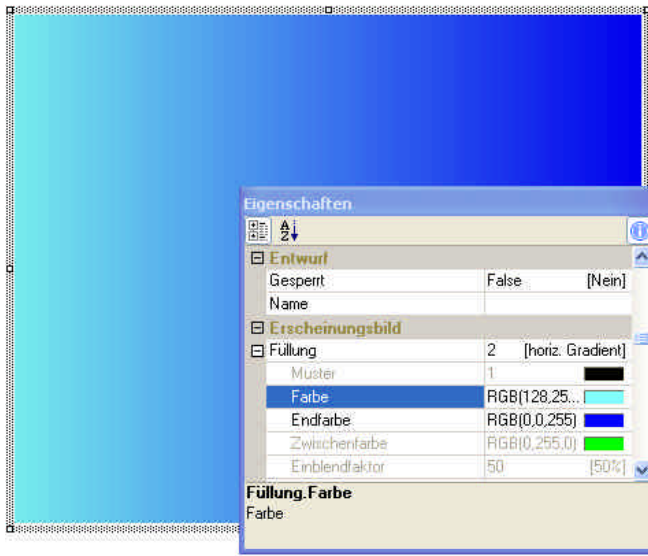 Eigenschaften
A
Z
Entwurf
Gesperrt False [Nein]
Name
Erscheinungsbild
Füllung 2 [horiz. Gradient]
Muster 1
Farbe RGB(128,25...
Endfarbe RGB(0,0,255)
Zwischenfarbe RGB(0,255,0)
Einblendfaktor 50 [50%]
Füllung.Farbe
Farbe